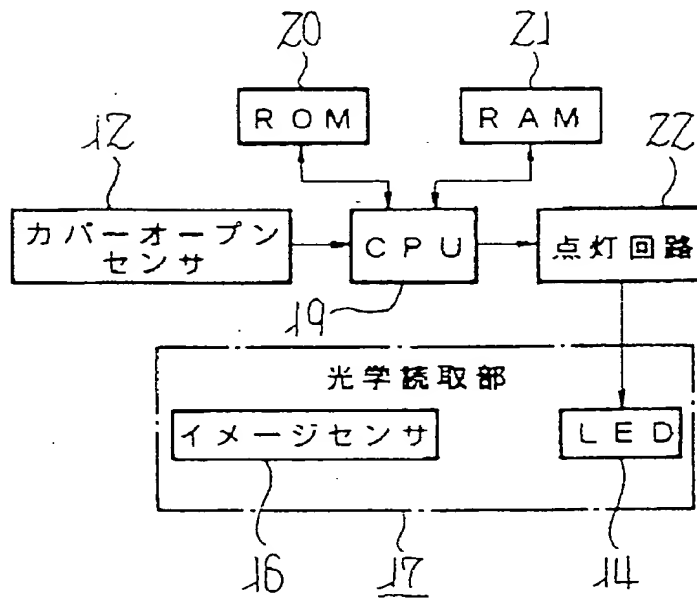 20
21
ROM
RAM
12
22
カバーオープン
センサ
CPU
点灯回路
19
光学読取部
イメージセンサ
LED
16
17
14